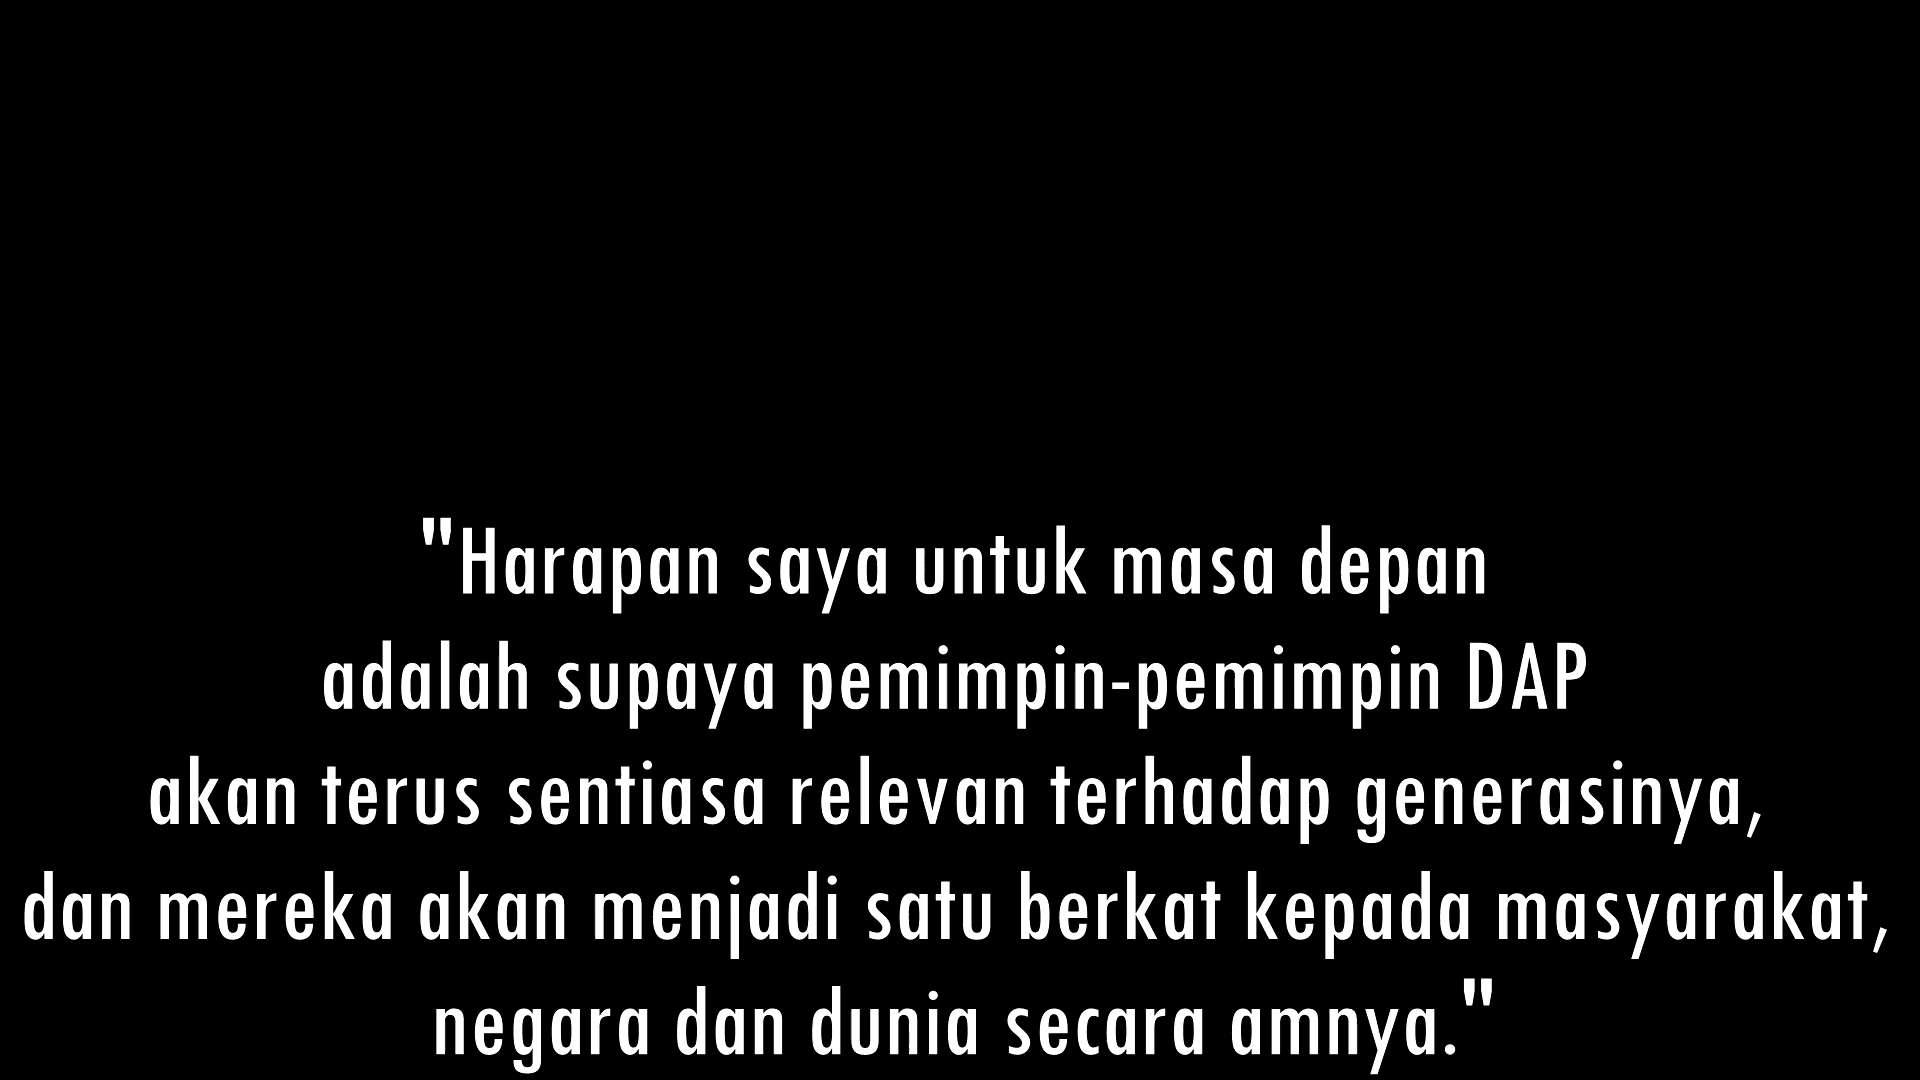 "Harapan saya untuk masa depan
adalah supaya pemimpin-pemimpin DAP
akan terus sentiasa relevan terhadap generasinya,
dan mereka akan menjadi satu berkat kepada masyarakat,
negara dan dunia secara amnya."